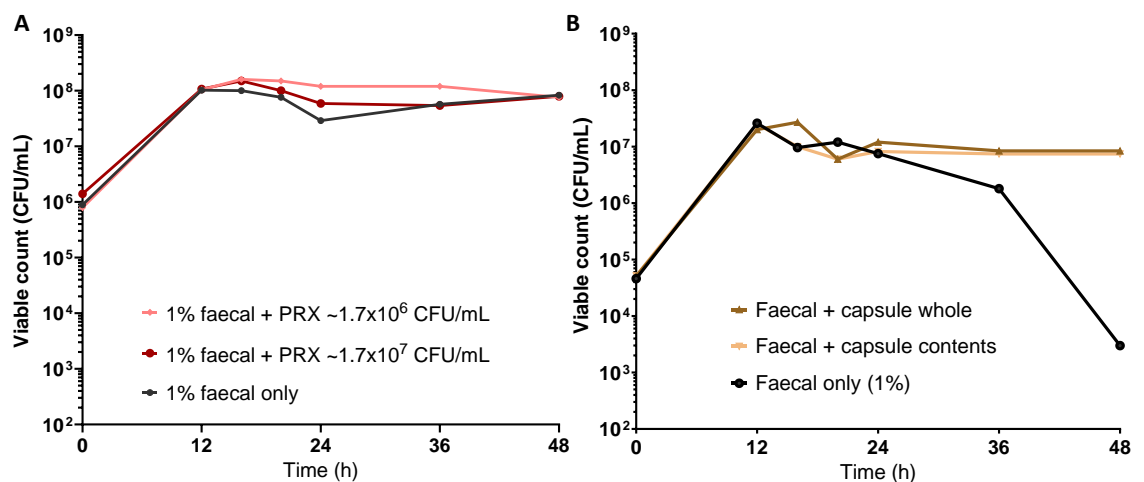 A
Viable count (CFU/mL)
10⁹
10⁸
10⁷
10⁶
10⁵
10⁴
10³
10²
1% faecal + PRX ~1.7x10⁶ CFU/mL
1% faecal + PRX ~1.7x10⁷ CFU/mL
1% faecal only
0 12 24 36 48
Time (h)
B
Viable count (CFU/mL)
10⁹
10⁸
10⁷
10⁶
10⁵
10⁴
10³
10²
Faecal + capsule whole
Faecal + capsule contents
Faecal only (1%)
0 12 24 36 48
Time (h)